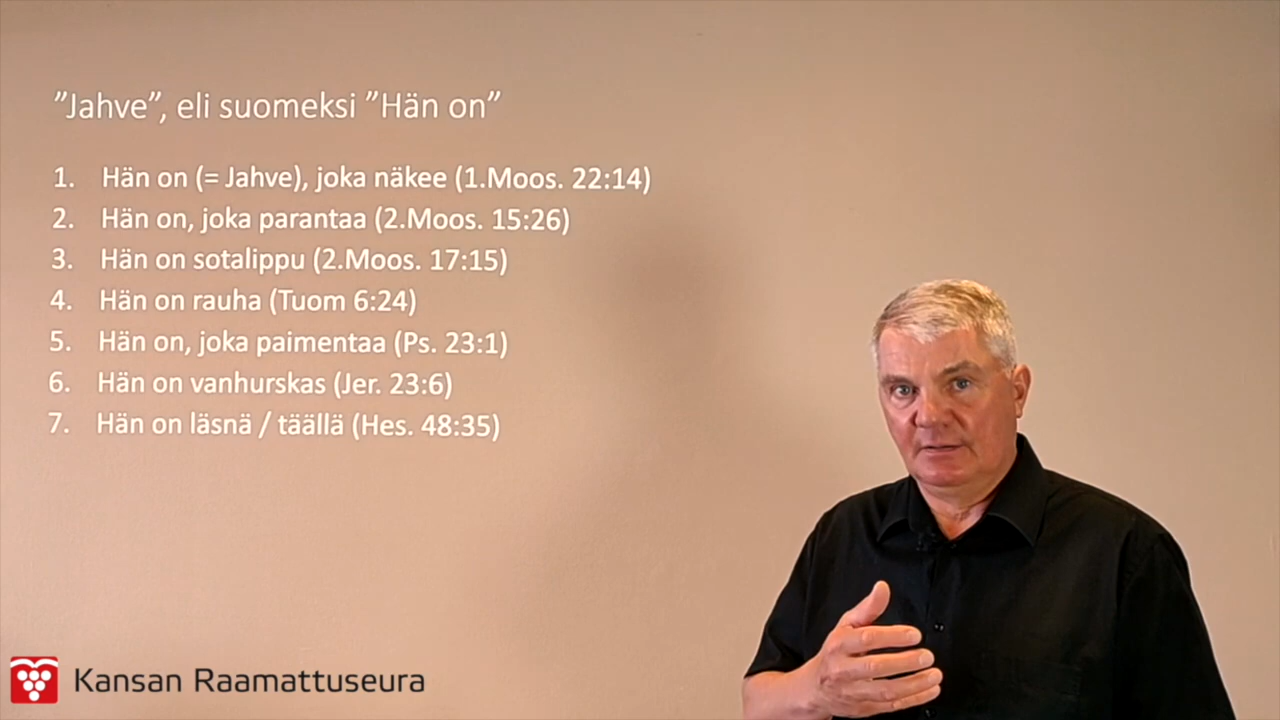 ”Jahve”, eli suomeksi ”Hän on”
1. Hän on (= Jahve), joka näkee (1.Moos. 22:14)
2. Hän on, joka parantaa (2.Moos. 15:26)
3. Hän on sotalippu (2.Moos. 17:15)
4. Hän on rauha (Tuom 6:24)
5. Hän on, joka paimentaa (Ps. 23:1)
6. Hän on vanhurskas (Jer. 23:6)
7. Hän on läsnä / täällä (Hes. 48:35)
Kansan Raamattuseura